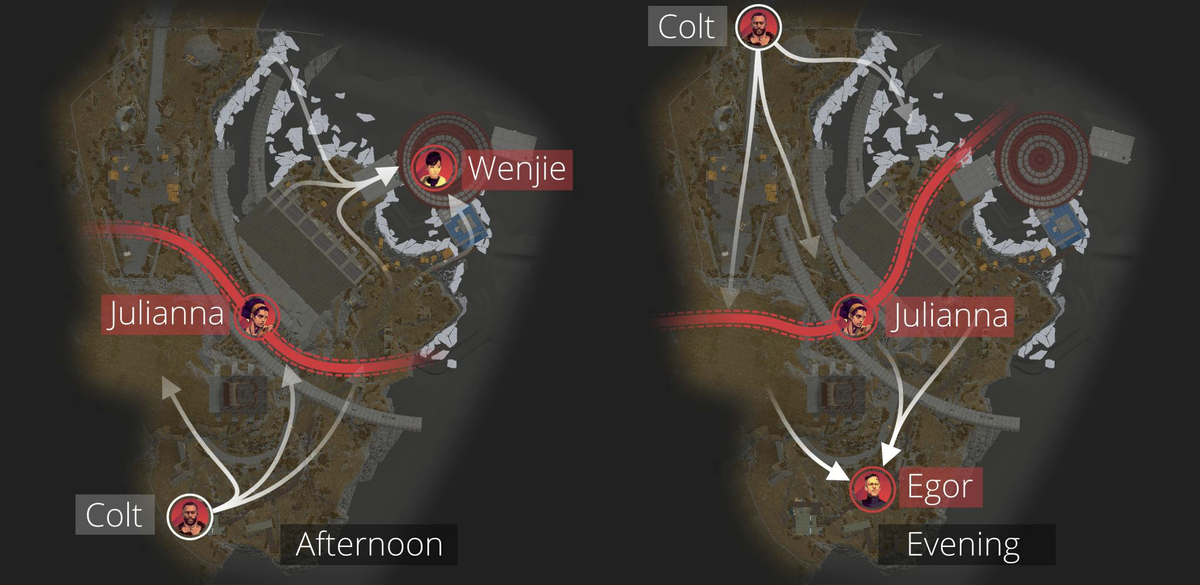 Wenjie
Julianna
Colt
Afternoon
Colt
Julianna
Egor
Evening